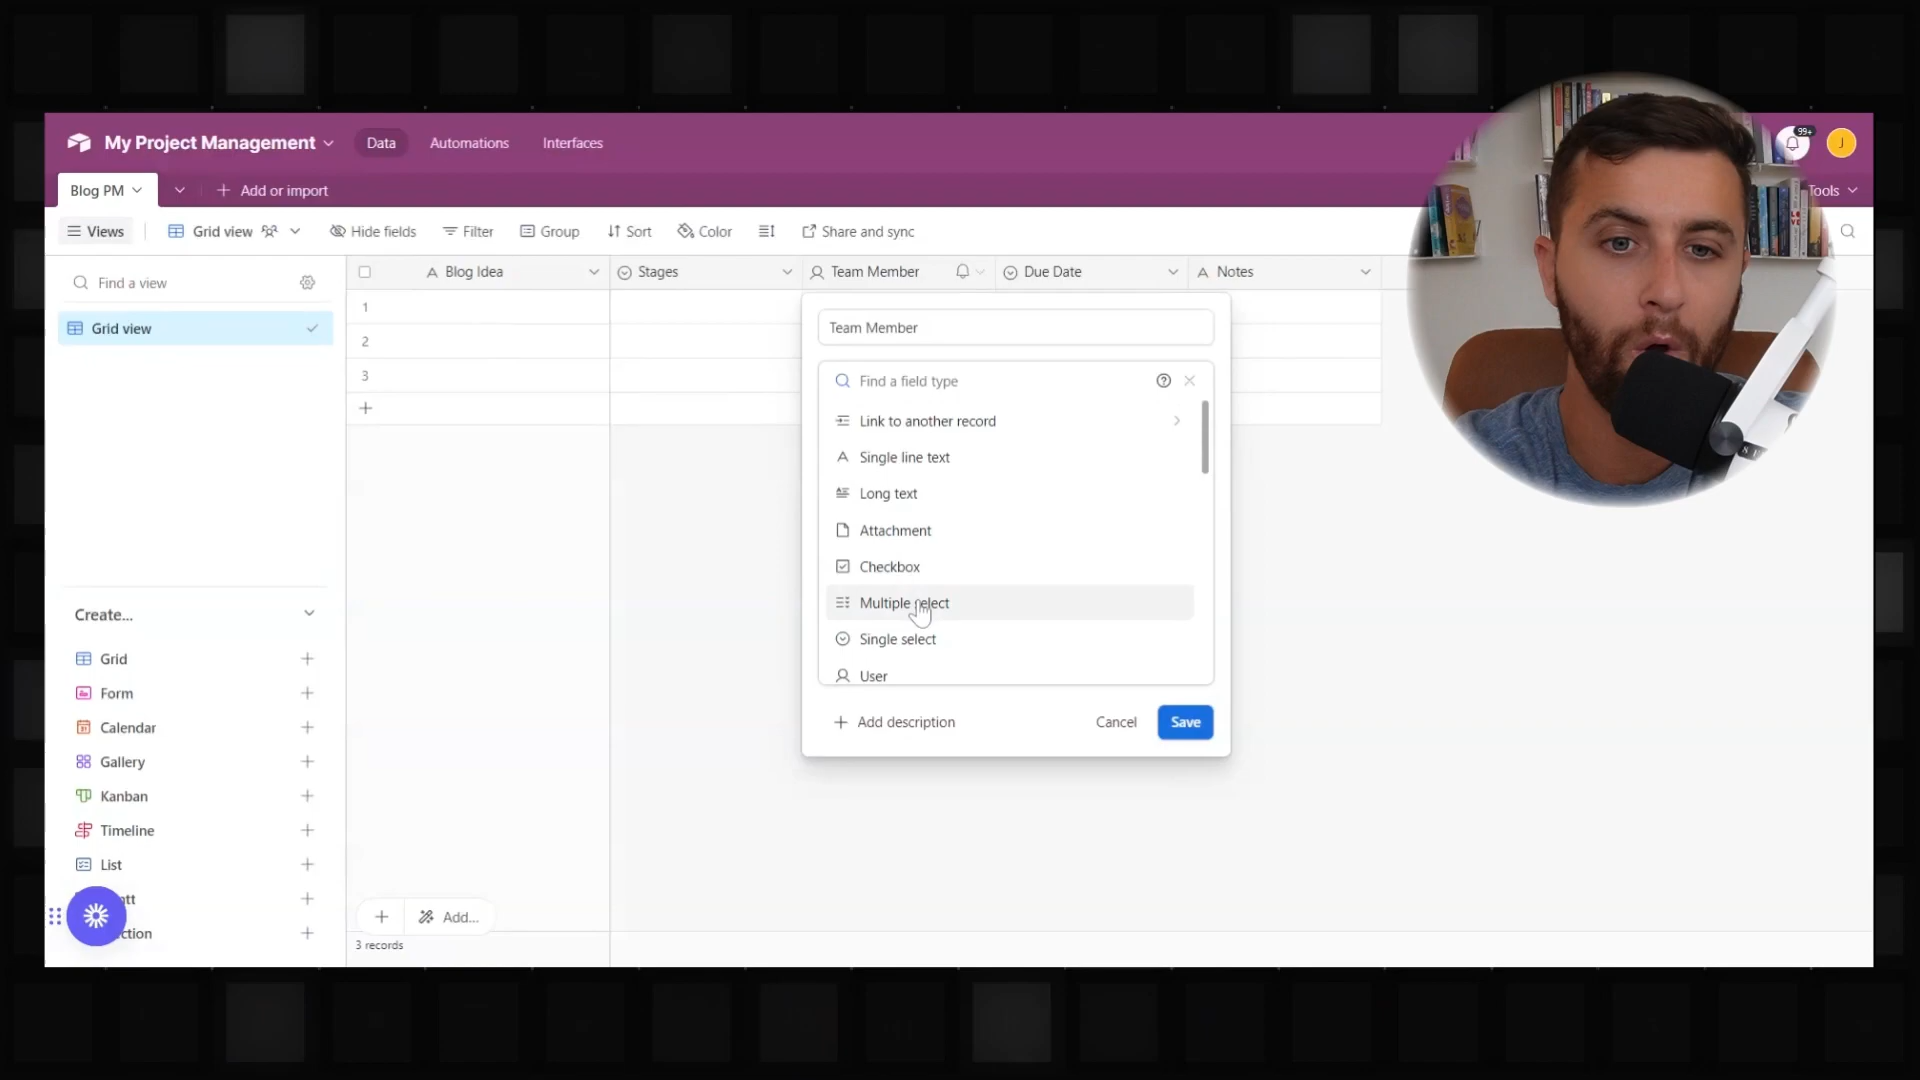 My Project Management
Data
Automations
Interfaces
99+
J
Blog PM
Add or import
Tools
Views
Grid view
Hide fields
Filter
Group
Sort
Color
Share and sync
Find a view
Grid view
Blog Idea
Stages
Team Member
Due Date
Notes
1
2
3
Team Member
Find a field type
Link to another record
Single line text
Long text
Attachment
Checkbox
Multiple select
Single select
User
Add description
Cancel
Save
Create...
Grid
Form
Calendar
Gallery
Kanban
Timeline
List
Add...
3 records